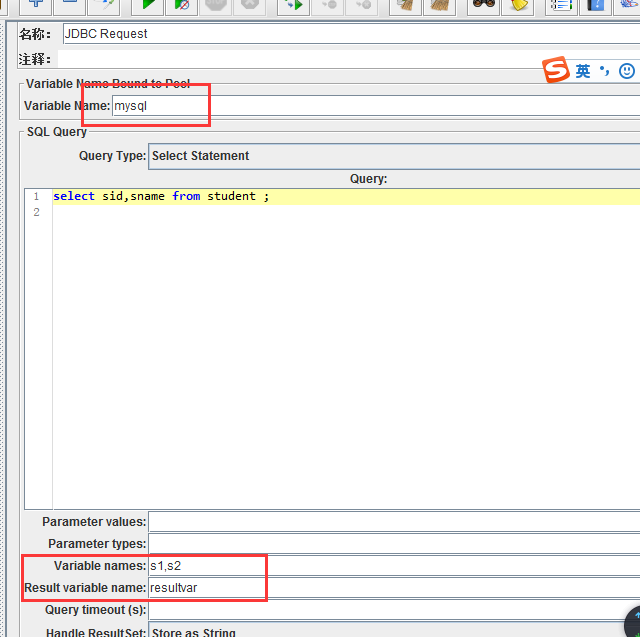 名称： JDBC Request
注释：
英
Variable Name Bound to Pool
Variable Name: mysql
SQL Query
Query Type: Select Statement
Query:
1 select sid,sname from student ;
2
Parameter values:
Parameter types:
Variable names: s1,s2
Result variable name: resultvar
Query timeout (s):
Handle ResultSet: Store as String